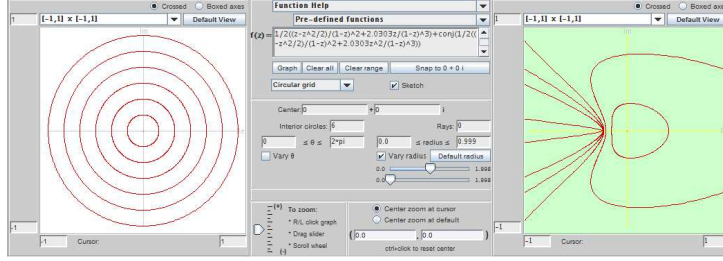 Crossed Boxed axes
1 [-1,1] x [-1,1] Default View
-1
-1 Cursor: 1
Function Help
Pre-defined functions
f(z)= 1/2((z-z^2/2)/(1-z)^2+2.0303z/(1-z)^3)+conj(1/2((
-z^2/2)/(1-z)^2+2.0303z^2/(1-z)^3))
Graph Clear all Clear range Snap to 0 + 0 i
Circular grid Sketch
Center: 0 + 0 i
Interior circles: 6 Rays: 0
0 ≤ θ ≤ 2*pi 0.0 ≤ radius ≤ 0.999
Vary θ Vary radius Default radius
0.0 1.998
0.0 1.998
(+) To zoom:
* R/L click graph
* Drag slider
* Scroll wheel
(-)
Center zoom at cursor
Center zoom at default
( 0.0 , 0.0 )
ctrl+click to reset center
Crossed Boxed axes
1 [-1,1] x [-1,1] Default View
-1
-1 Cursor: 1